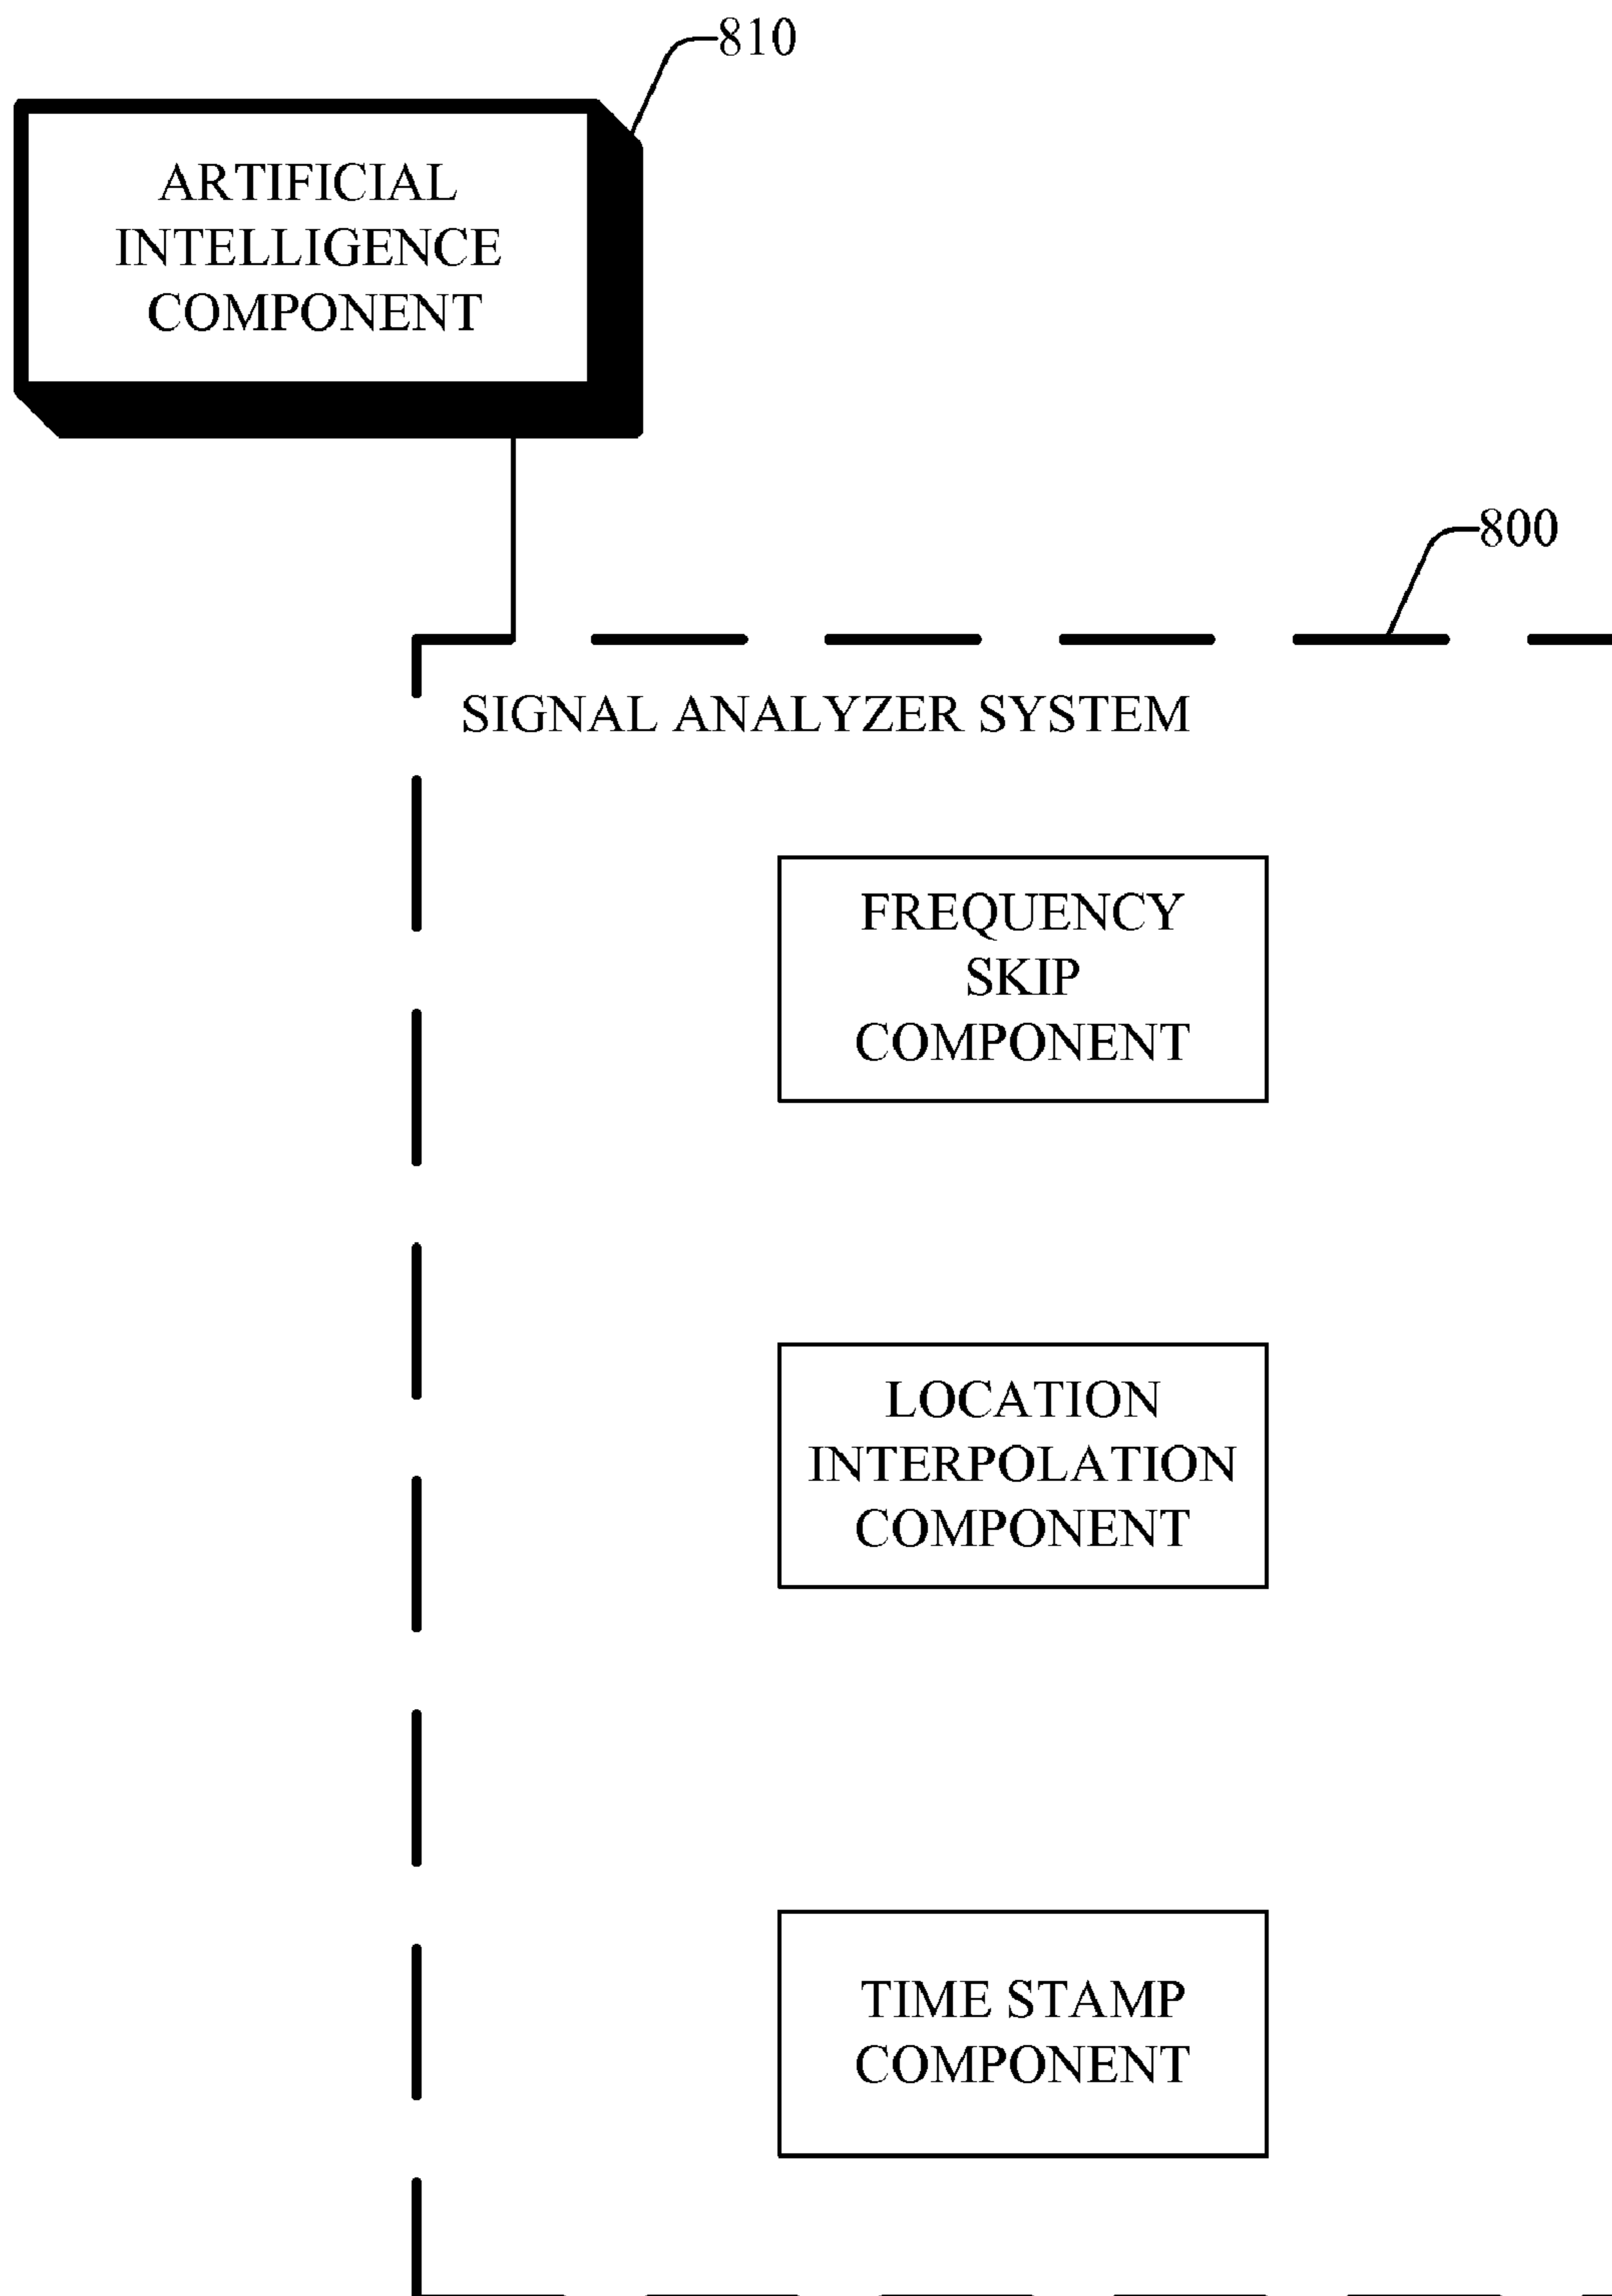 810
ARTIFICIAL
INTELLIGENCE
COMPONENT
800
SIGNAL ANALYZER SYSTEM
FREQUENCY
SKIP
COMPONENT
LOCATION
INTERPOLATION
COMPONENT
TIME STAMP
COMPONENT